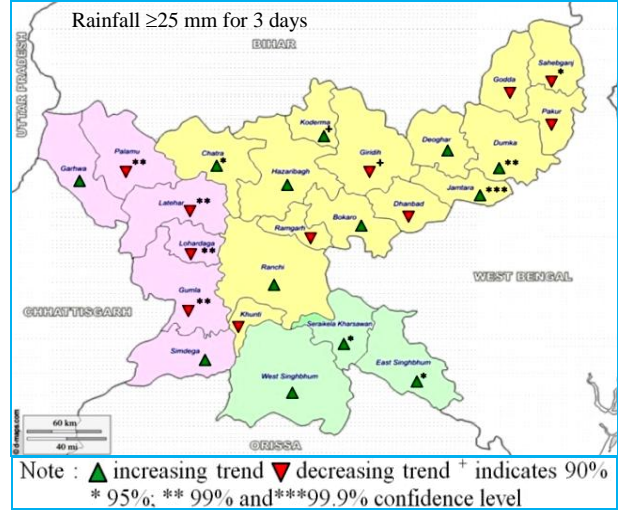 Rainfall ≥25 mm for 3 days
BIHAR
UTTAR PRADESH
Sahebganj *
Godda
Pakur
Koderma +
Giridih +
Deoghar
Dumka **
Jamtara ***
Palamu **
Garhwa
Chatra *
Hazaribagh
Latehar **
Dhanbad
Bokaro
Ramgarh
Lohardaga **
Ranchi
WEST BENGAL
Gumla **
CHHATTISGARH
Khunti
Seraikela Kharsawan *
Simdega
East Singhbhum *
West Singhbhum
60 km
40 mi
ORISSA
© d-maps.com
Note : ▲ increasing trend ▼ decreasing trend + indicates 90%
* 95%; ** 99% and***99.9% confidence level